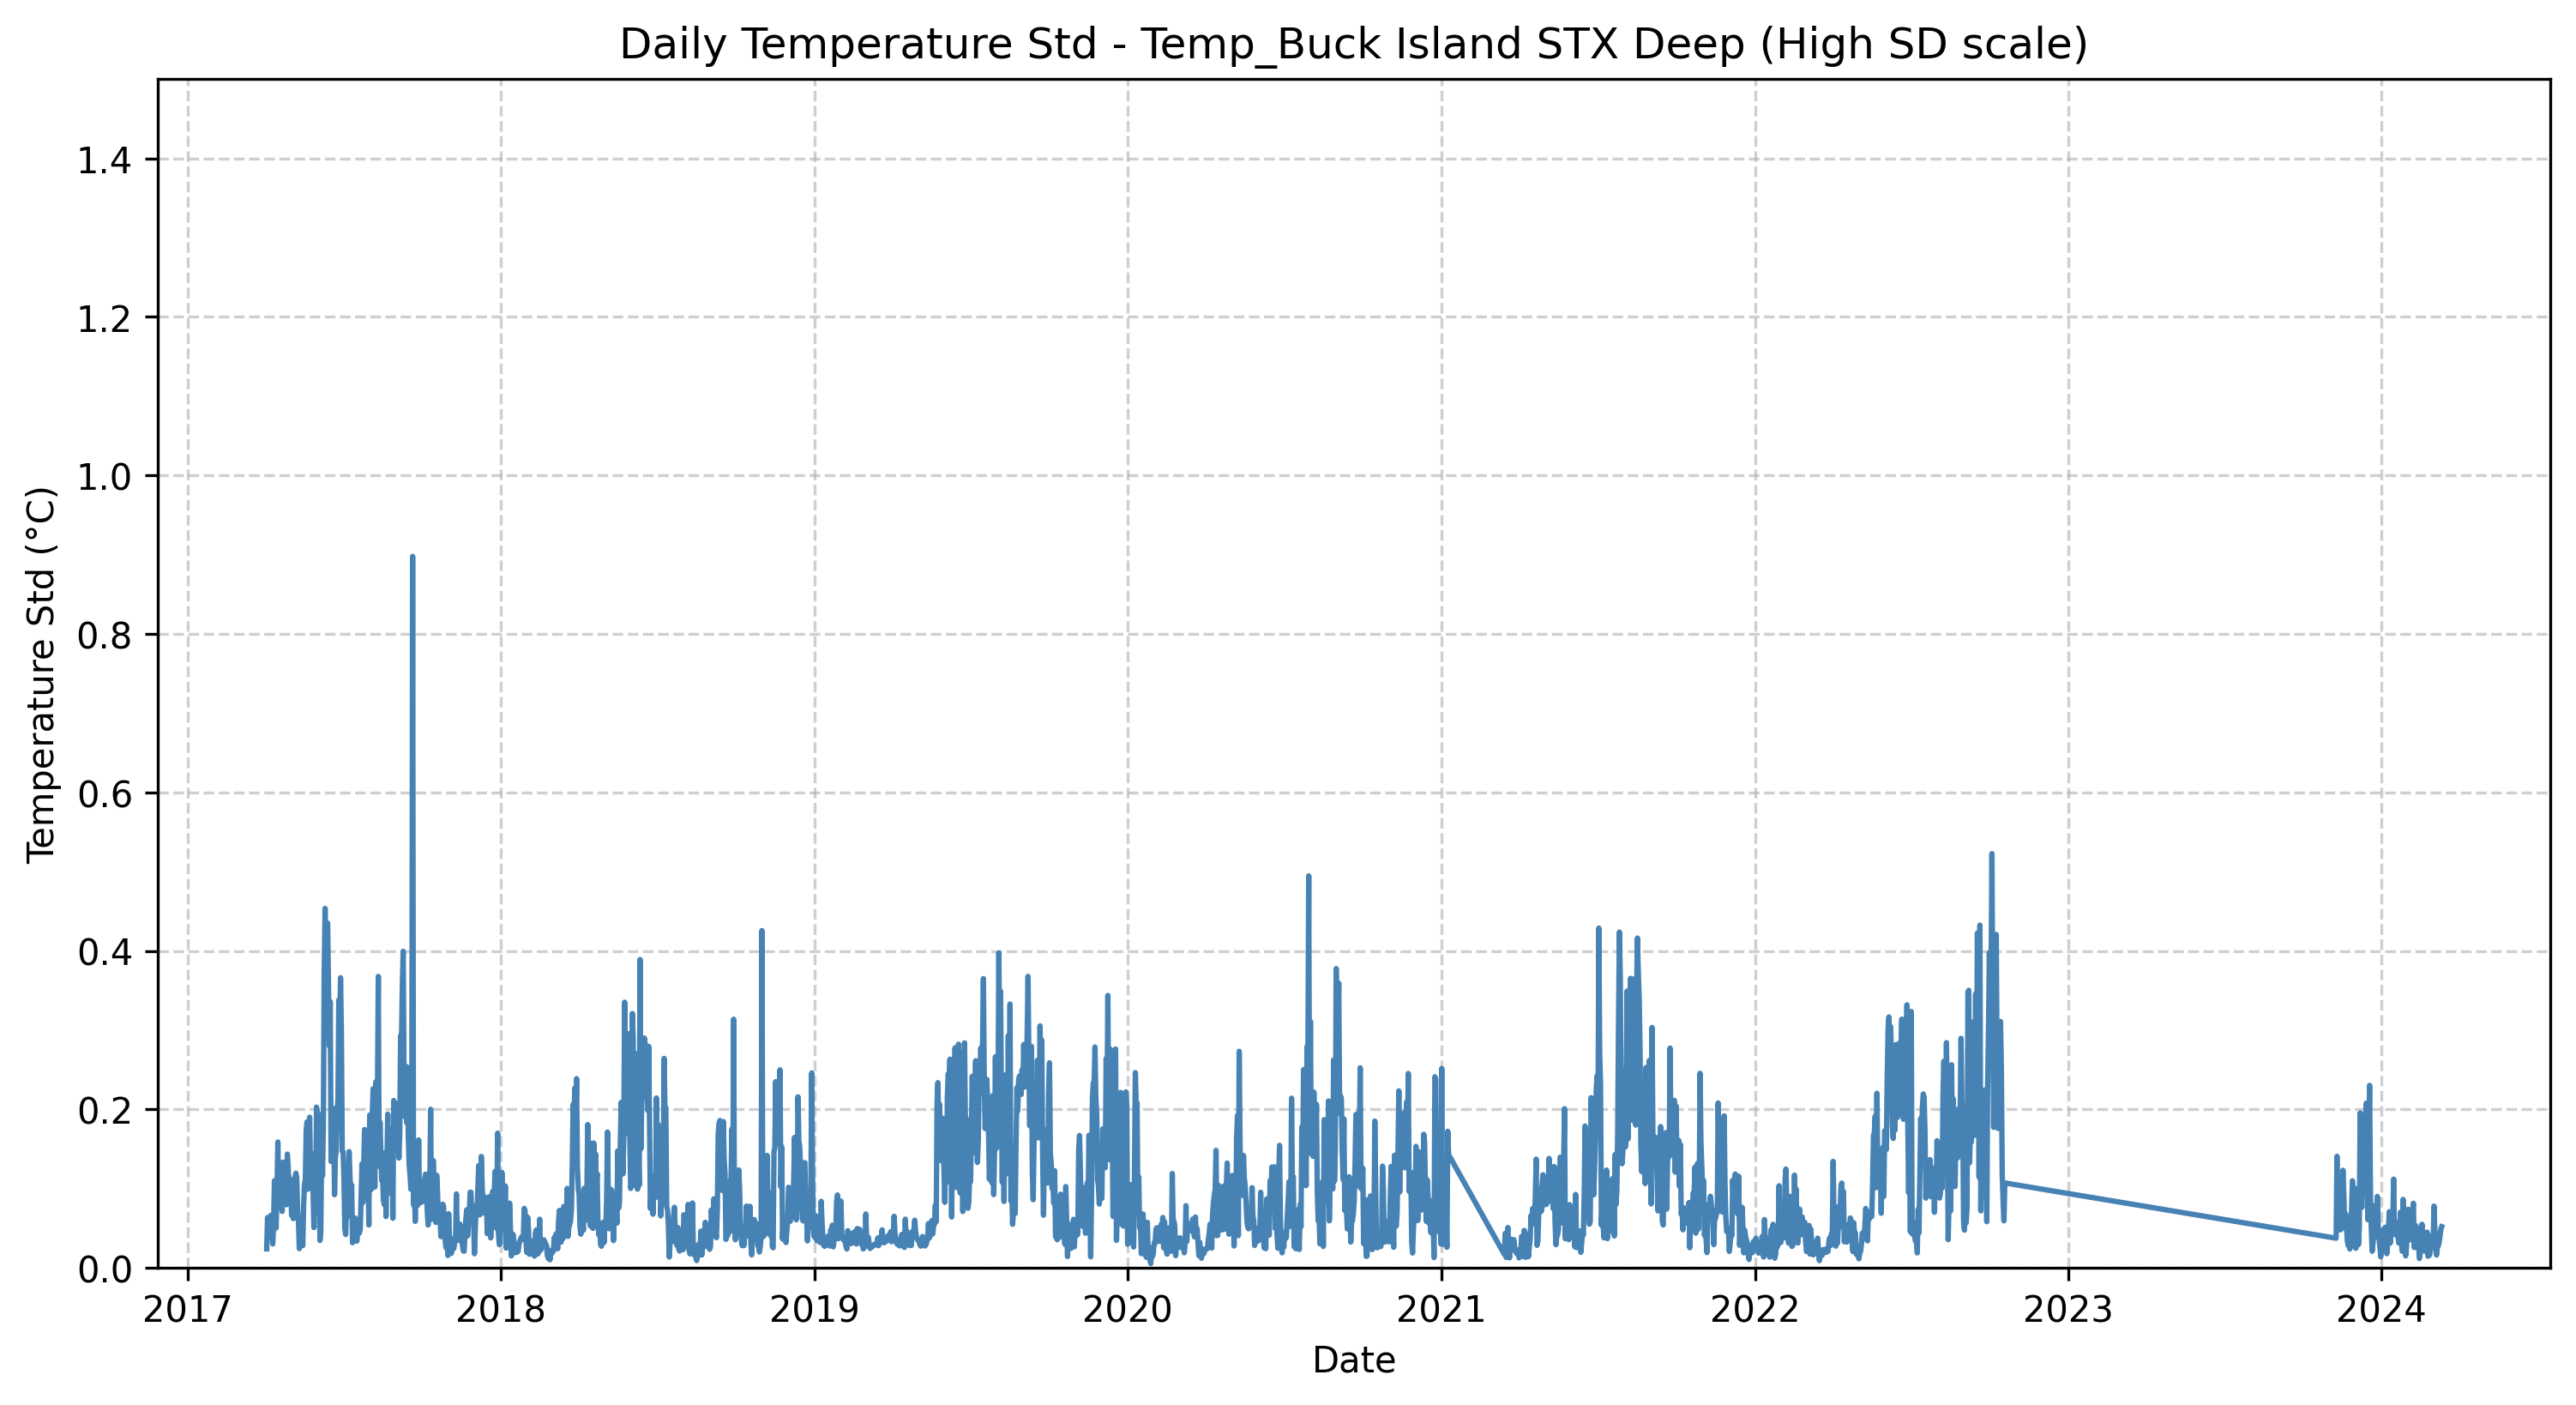 Daily Temperature Std - Temp_Buck Island STX Deep (High SD scale)
Temperature Std (°C)
1.4
1.2
1.0
0.8
0.6
0.4
0.2
0.0
2017 2018 2019 2020 2021 2022 2023 2024
Date